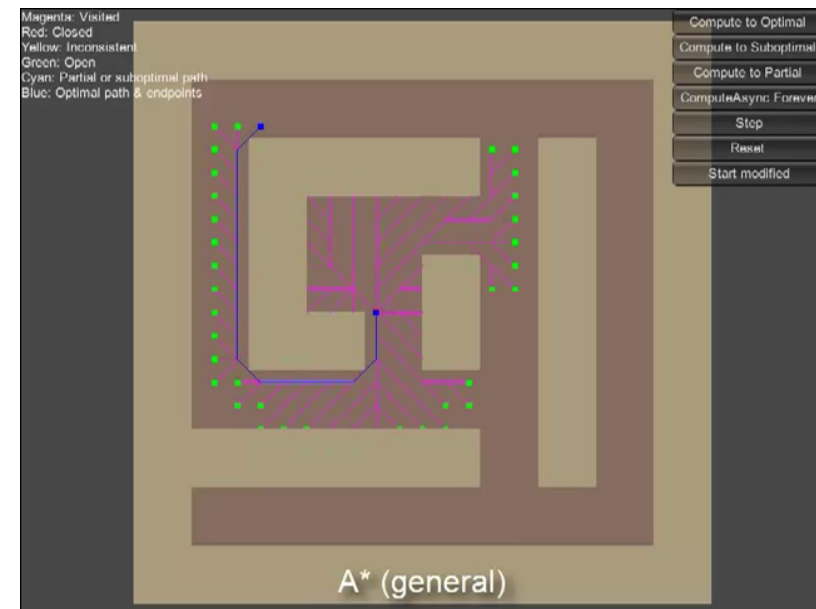 Magenta: Visited
Red: Closed
Yellow: Inconsistent
Green: Open
Cyan: Partial or suboptimal path
Blue: Optimal path & endpoints
Compute to Optimal
Compute to Suboptimal
Compute to Partial
ComputeAsync Forever
Step
Reset
Start modified
A* (general)